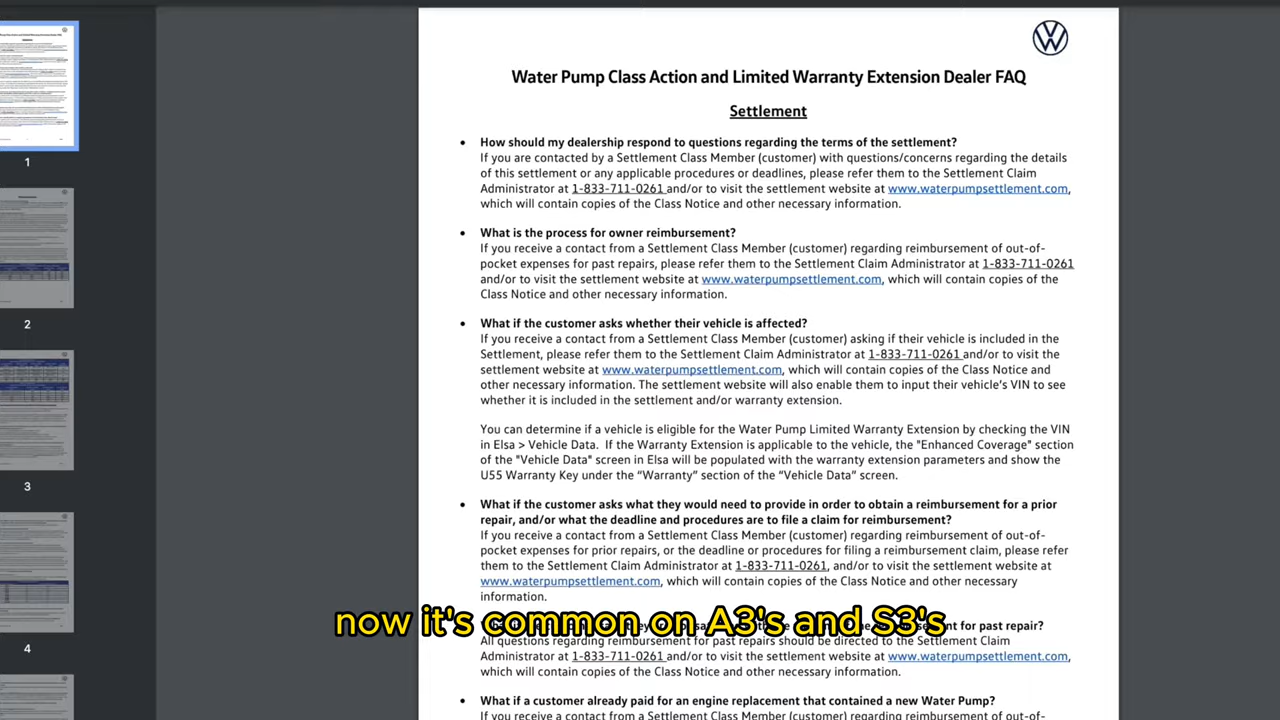 Water Pump Class Action and Limited Warranty Extension Dealer FAQ
Settlement
• How should my dealership respond to questions regarding the terms of the settlement?
If you are contacted by a Settlement Class Member (customer) with questions/concerns regarding the details
of this settlement or any applicable procedures or deadlines, please refer them to the Settlement Claim
Administrator at 1-833-711-0261 and/or to visit the settlement website at www.waterpumpsettlement.com,
which will contain copies of the Class Notice and other necessary information.
• What is the process for owner reimbursement?
If you receive a contact from a Settlement Class Member (customer) regarding reimbursement of out-of-
pocket expenses for past repairs, please refer them to the Settlement Claim Administrator at 1-833-711-0261
and/or to visit the settlement website at www.waterpumpsettlement.com, which will contain copies of the
Class Notice and other necessary information.
• What if the customer asks whether their vehicle is affected?
If you receive a contact from a Settlement Class Member (customer) asking if their vehicle is included in the
Settlement, please refer them to the Settlement Claim Administrator at 1-833-711-0261 and/or to visit the
settlement website at www.waterpumpsettlement.com, which will contain copies of the Class Notice and
other necessary information. The settlement website will also enable them to input their vehicle's VIN to see
whether it is included in the settlement and/or warranty extension.
You can determine if a vehicle is eligible for the Water Pump Limited Warranty Extension by checking the VIN
in Elsa > Vehicle Data. If the Warranty Extension is applicable to the vehicle, the "Enhanced Coverage" section
of the "Vehicle Data" screen in Elsa will be populated with the warranty extension parameters and show the
U55 Warranty Key under the “Warranty” section of the “Vehicle Data” screen.
• What if the customer asks what they would need to provide in order to obtain a reimbursement for a prior
repair, and/or what the deadline and procedures are to file a claim for reimbursement?
If you receive a contact from a Settlement Class Member (customer) regarding reimbursement of out-of-
pocket expenses for prior repairs, or the deadline or procedures for filing a reimbursement claim, please refer
them to the Settlement Claim Administrator at 1-833-711-0261, and/or to visit the settlement website at
www.waterpumpsettlement.com, which will contain copies of the Class Notice and other necessary
information.
now it's common on A3's and S3's
for past repair?
All questions regarding reimbursement for past repairs should be directed to the Settlement Claim
Administrator at 1-833-711-0261 and/or to visit the settlement website at www.waterpumpsettlement.com,
which will contain copies of the Class Notice and other necessary information.
• What if a customer already paid for an engine replacement that contained a new Water Pump?
If you receive a contact from a Settlement Class Member (customer) regarding reimbursement of out-of-
1
2
3
4